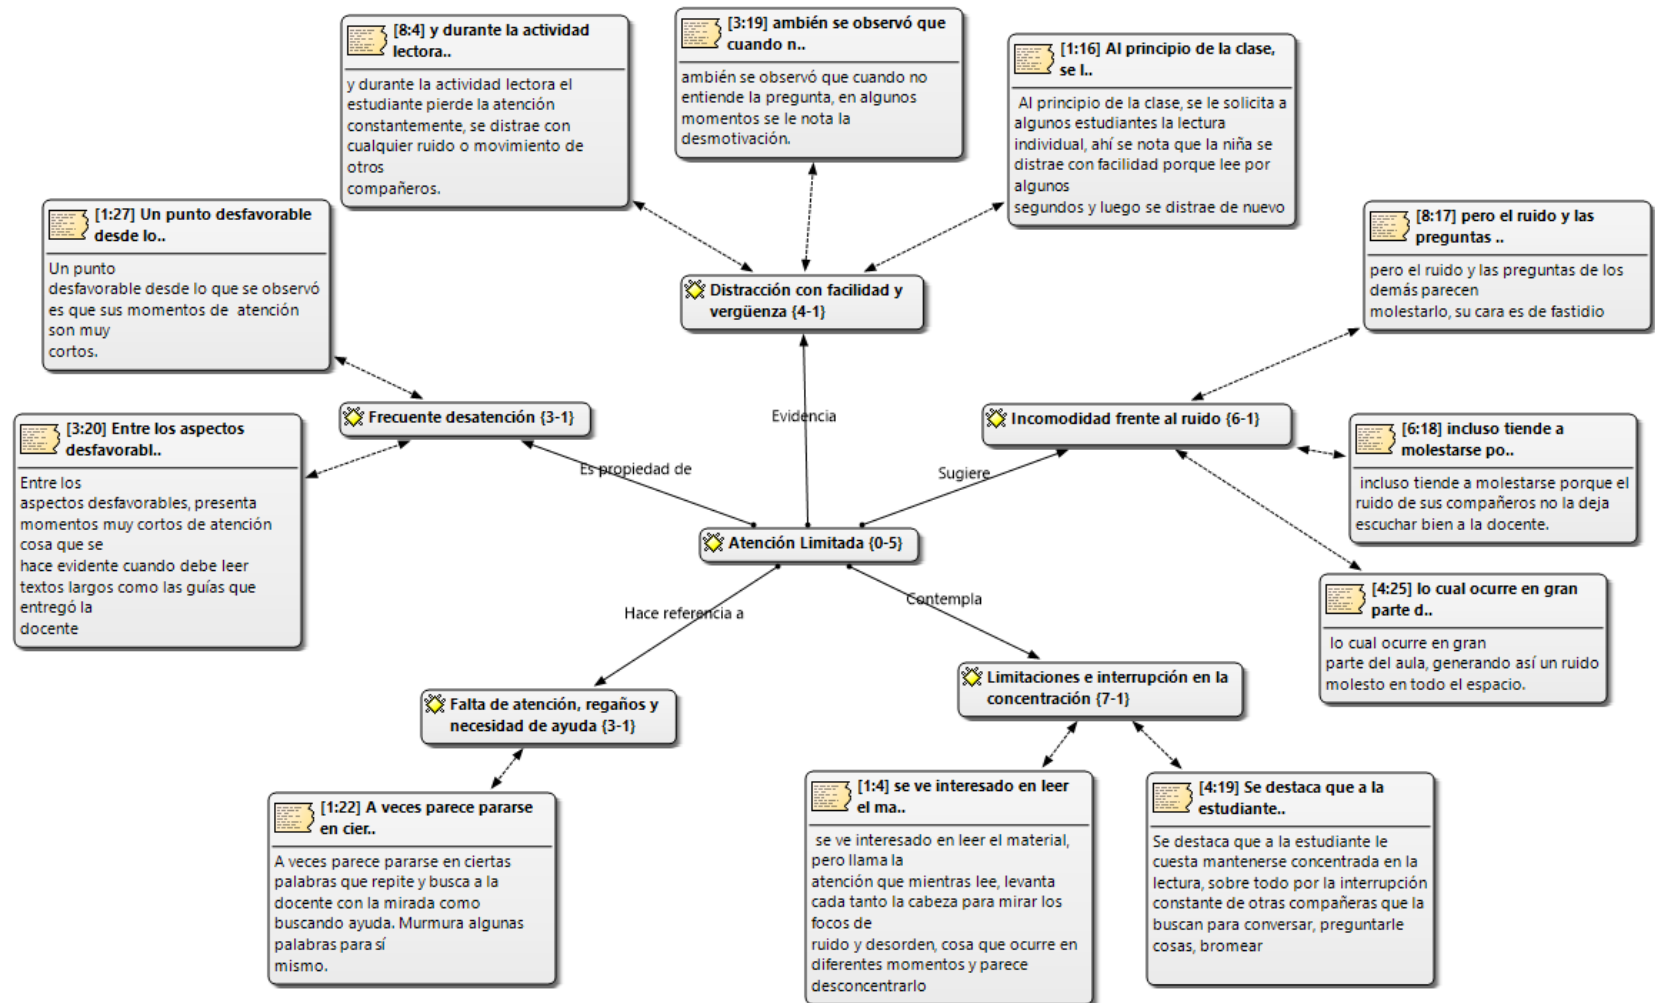 [8:4] y durante la actividad
lectora..
y durante la actividad lectora el
estudiante pierde la atención
constantemente, se distrae con
cualquier ruido o movimiento de
otros
compañeros.
[3:19] ambién se observó que
cuando n..
ambién se observó que cuando no
entiende la pregunta, en algunos
momentos se le nota la
desmotivación.
[1:16] Al principio de la clase,
se l..
Al principio de la clase, se le solicita a
algunos estudiantes la lectura
individual, ahí se nota que la niña se
distrae con facilidad porque lee por
algunos
segundos y luego se distrae de nuevo
[1:27] Un punto desfavorable
desde lo..
Un punto
desfavorable desde lo que se observó
es que sus momentos de atención
son muy
cortos.
[8:17] pero el ruido y las
preguntas ..
pero el ruido y las preguntas de los
demás parecen
molestarlo, su cara es de fastidio
Distracción con facilidad y
vergüenza {4-1}
Frecuente desatención {3-1}
Evidencia
Incomodidad frente al ruido {6-1}
[3:20] Entre los aspectos
desfavorabl..
Entre los
aspectos desfavorables, presenta
momentos muy cortos de atención
cosa que se
hace evidente cuando debe leer
textos largos como las guías que
entregó la
docente
[6:18] incluso tiende a
molestarse po..
incluso tiende a molestarse porque el
ruido de sus compañeros no la deja
escuchar bien a la docente.
Es propiedad de
Sugiere
Atención Limitada {0-5}
[4:25] lo cual ocurre en gran
parte d..
lo cual ocurre en gran
parte del aula, generando así un ruido
molesto en todo el espacio.
Hace referencia a
Contempla
Falta de atención, regaños y
necesidad de ayuda {3-1}
Limitaciones e interrupción en la
concentración {7-1}
[1:22] A veces parece pararse
en cier..
A veces parece pararse en ciertas
palabras que repite y busca a la
docente con la mirada como
buscando ayuda. Murmura algunas
palabras para sí
mismo.
[1:4] se ve interesado en leer
el ma..
se ve interesado en leer el material,
pero llama la
atención que mientras lee, levanta
cada tanto la cabeza para mirar los
focos de
ruido y desorden, cosa que ocurre en
diferentes momentos y parece
desconcentrarlo
[4:19] Se destaca que a la
estudiante..
Se destaca que a la estudiante le
cuesta mantenerse concentrada en la
lectura, sobre todo por la interrupción
constante de otras compañeras que la
buscan para conversar, preguntarle
cosas, bromear